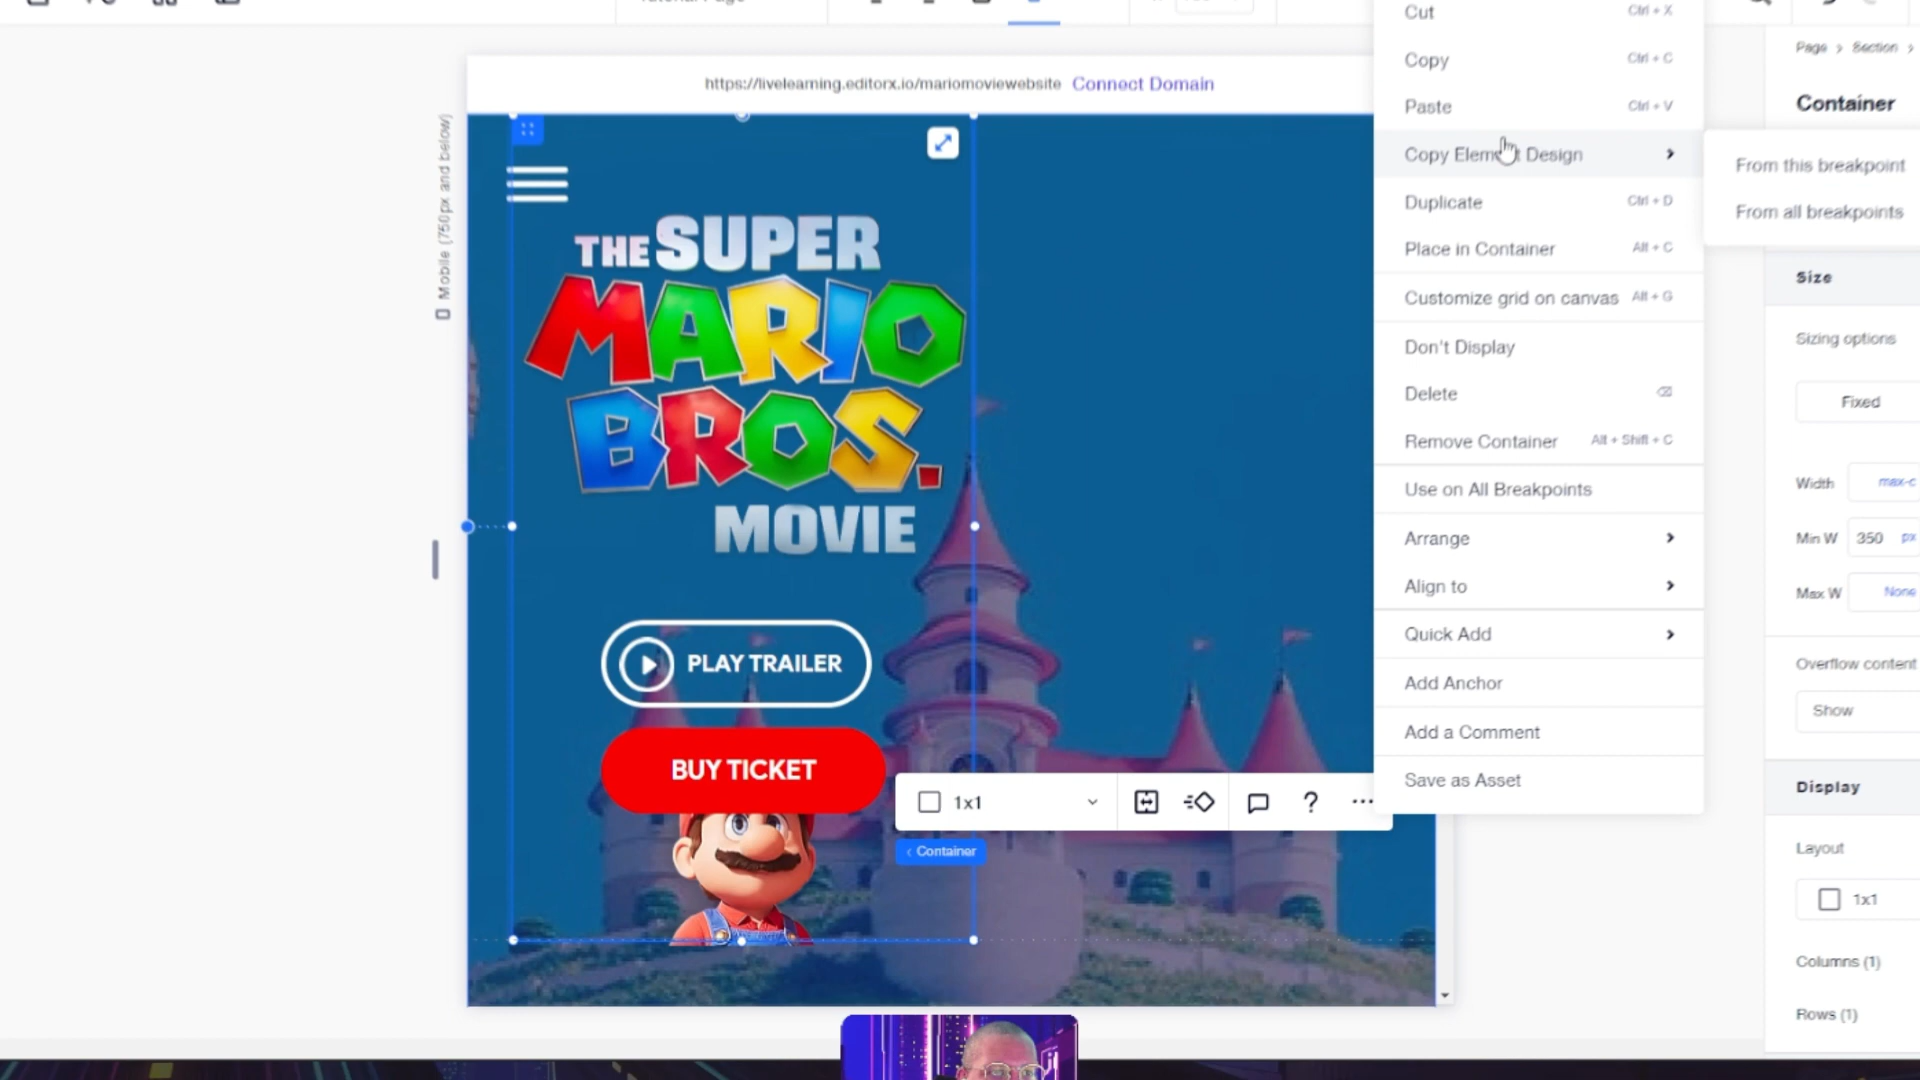 Tutorial Page
Cut Ctrl + X
Copy Ctrl + C
Paste Ctrl + V
Copy Element Design
Duplicate Ctrl + D
Place in Container Alt + C
Customize grid on canvas Alt + G
Don't Display
Delete
Remove Container Alt + Shift + C
Use on All Breakpoints
Arrange
Align to
Quick Add
Add Anchor
Add a Comment
Save as Asset
From this breakpoint
From all breakpoints
https://livelearning.editorx.io/mariomoviewebsite Connect Domain
Mobile (750px and below)
THE SUPER
MARIO
BROS.
MOVIE
PLAY TRAILER
BUY TICKET
1x1
?
Container
Page > Section >
Container
Size
Sizing options
Fixed
Width max-c
Min W 350 px
Max W None
Overflow content
Show
Display
Layout
1x1
Columns (1)
Rows (1)